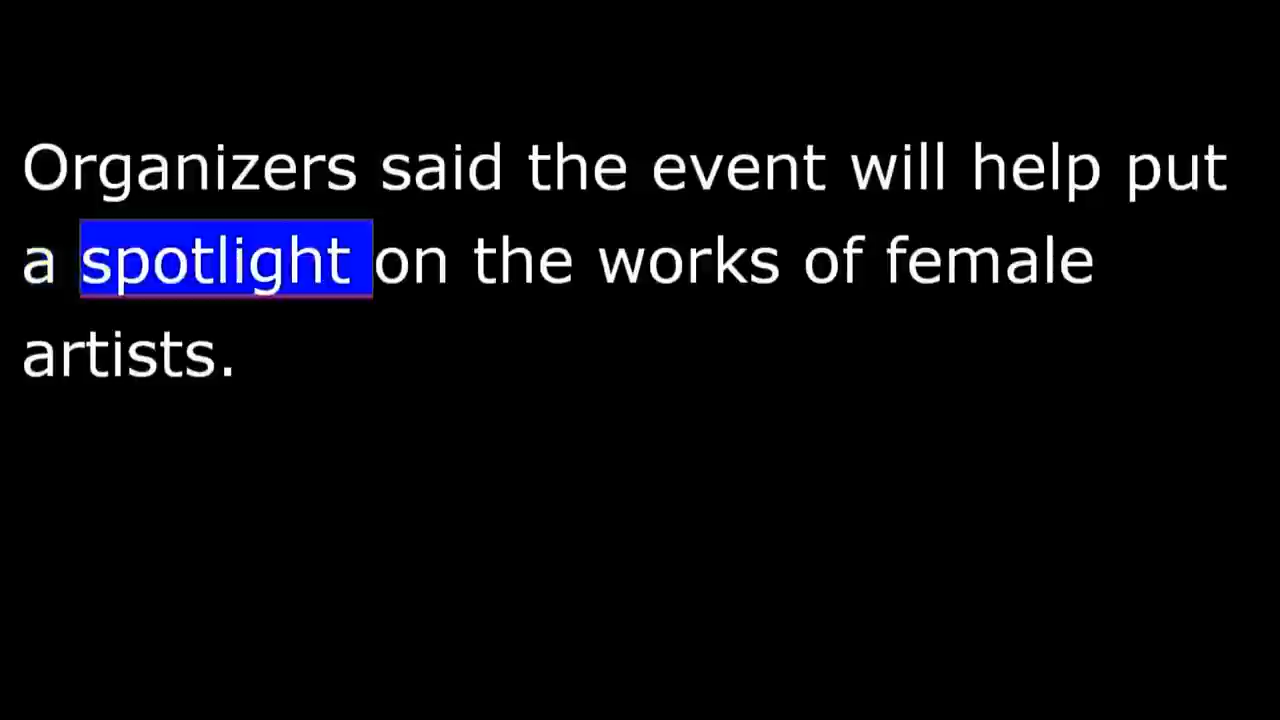 Organizers said the event will help put
a spotlight on the works of female
artists.